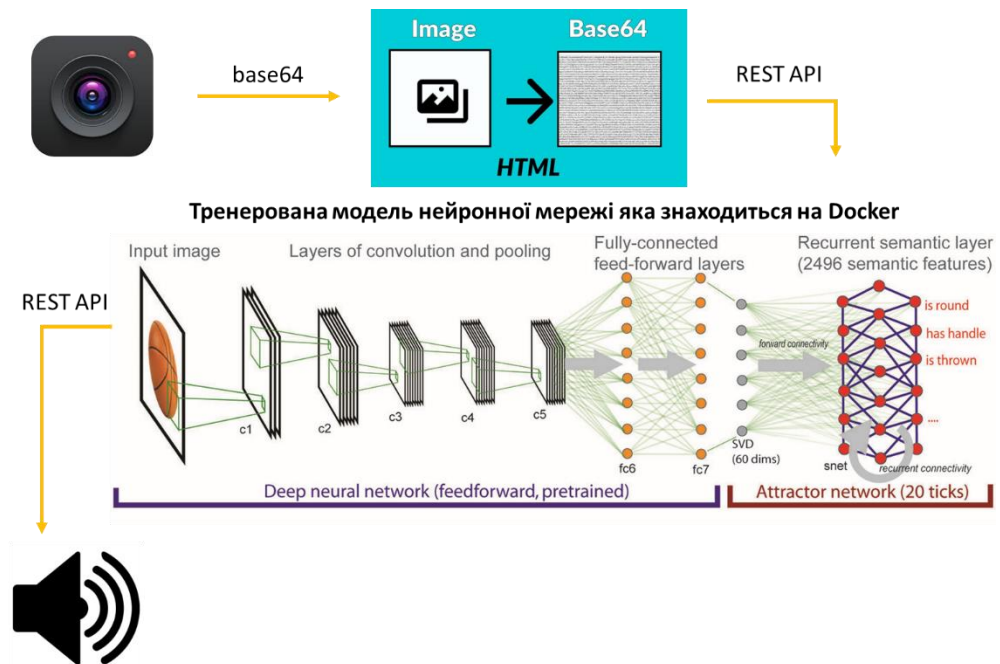 base64
Image
Base64
HTML
REST API
Тренерована модель нейронної мережі яка знаходиться на Docker
Input image
Layers of convolution and pooling
Fully-connected
feed-forward layers
Recurrent semantic layer
(2496 semantic features)
REST API
is round
has handle
is thrown
....
forward connectivity
c1
c2
c3
c4
c5
fc6
fc7
SVD
(60 dims)
snet
recurrent connectivity
Deep neural network (feedforward, pretrained)
Attractor network (20 ticks)